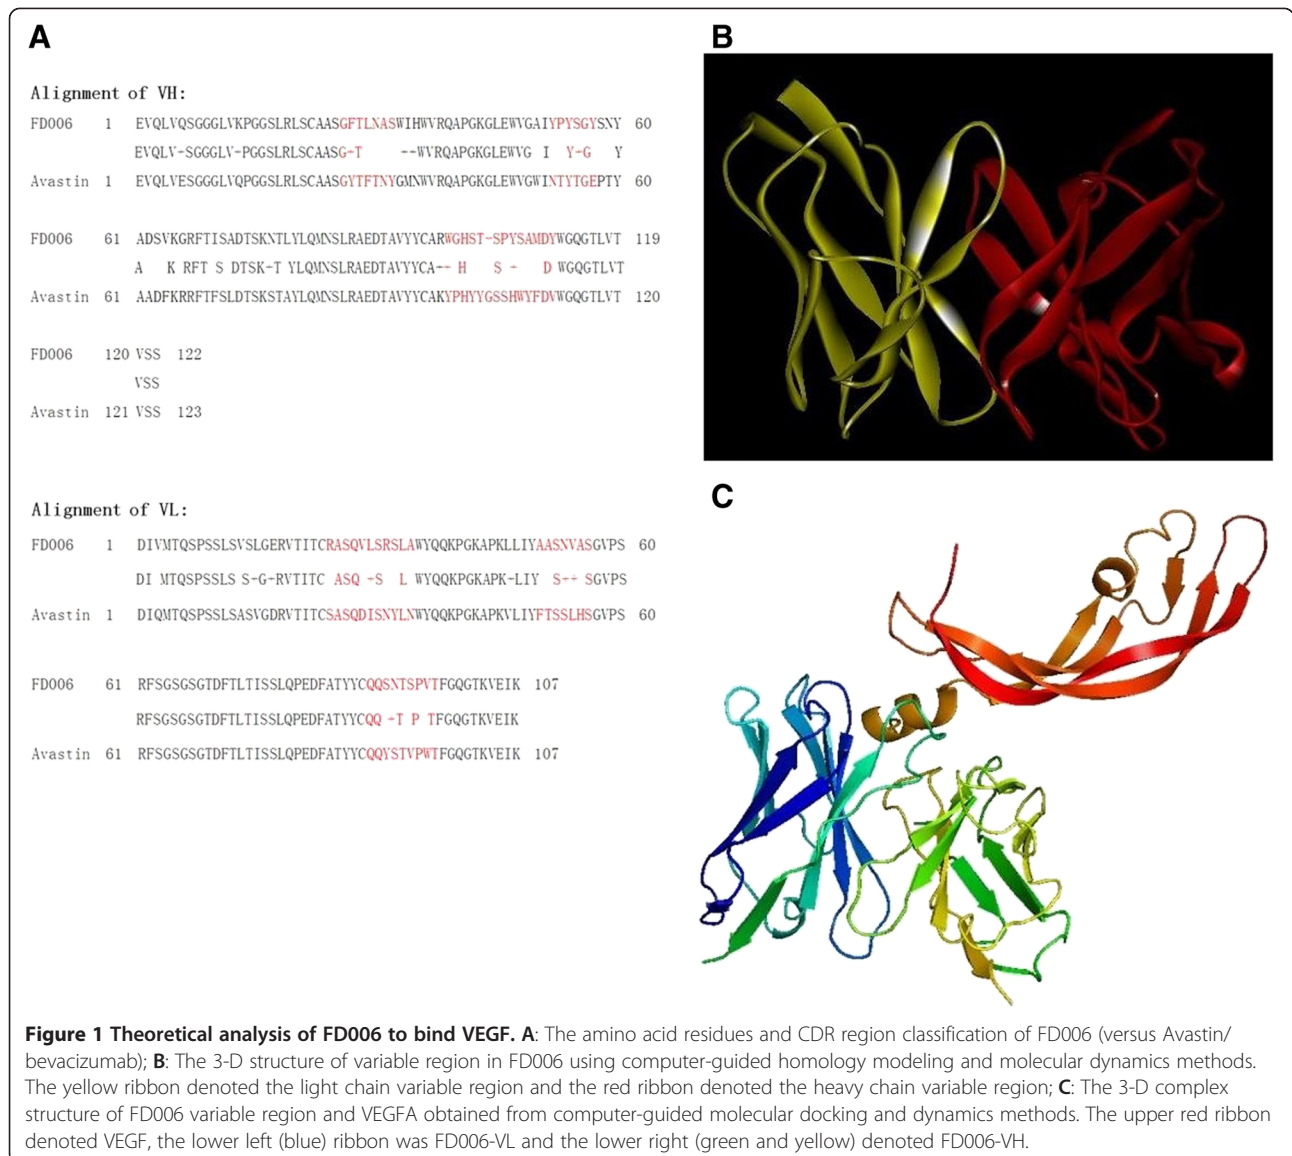 A
Alignment of VH:
FD006 1 EVQLVQSGGGLVKPGGSLRLSCAASGFTLNASWIHWVRQAPGKGLEWVGAIYPYSGYSNY 60
EVQLV+SGGGLV+PGGSLRLSCAASG+T ++WVRQAPGKGLEWVG I Y+G Y
Avastin 1 EVQLVESGGGLVQPGGSLRLSCAASGYTFTNYGMNWVRQAPGKGLEWVGWINTYTGEPTY 60
FD006 61 ADSVKGRFTISADTSKNTLYLQMNSLRAEDTAVYYCARWGHST-SPYSAMDYWGQGTLVT 119
A K RFT S DTSK+T YLQMNSLRAEDTAVYYCA++ H S + D WGQGTLVT
Avastin 61 AADFKRRFTFSLDTSKSTAYLQMNSLRAEDTAVYYCAKYPHYYGSSHWYFDVWGQGTLVT 120
FD006 120 VSS 122
VSS
Avastin 121 VSS 123
Alignment of VL:
FD006 1 DIVMTQSPSSLSVSLGERVTITCRASQVLSRSLAWYQQKPGKAPKLLIYAASNVASGVPS 60
DI MTQSPSSLS S+G+RVTITC ASQ +S L WYQQKPGKAPK+LIY S++ SGVPS
Avastin 1 DIQMTQSPSSLSASVGDRVTITCSASQDISNYLNWYQQKPGKAPKVLIYFTSSLHSGVPS 60
FD006 61 RFSGSGSGTDFTLTISSLQPEDFATYYCQQSNTSPVTFGQGTKVEIK 107
RFSGSGSGTDFTLTISSLQPEDFATYYCQQ +T P TFGQGTKVEIK
Avastin 61 RFSGSGSGTDFTLTISSLQPEDFATYYCQQYSTVPWTFGQGTKVEIK 107
B
C
Figure 1 Theoretical analysis of FD006 to bind VEGF. A: The amino acid residues and CDR region classification of FD006 (versus Avastin/
bevacizumab); B: The 3-D structure of variable region in FD006 using computer-guided homology modeling and molecular dynamics methods.
The yellow ribbon denoted the light chain variable region and the red ribbon denoted the heavy chain variable region; C: The 3-D complex
structure of FD006 variable region and VEGFA obtained from computer-guided molecular docking and dynamics methods. The upper red ribbon
denoted VEGF, the lower left (blue) ribbon was FD006-VL and the lower right (green and yellow) denoted FD006-VH.